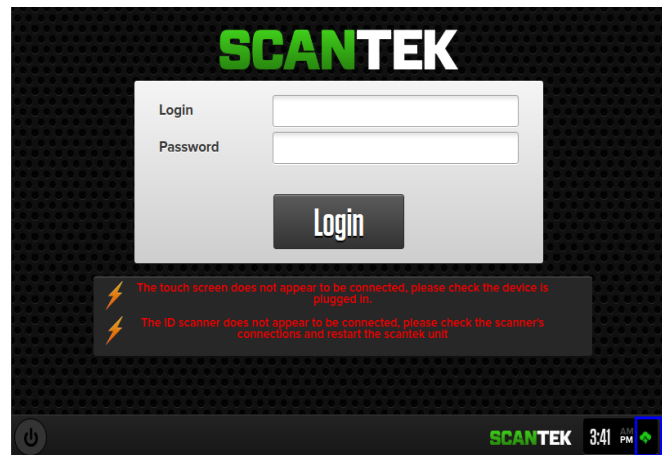 SCANTEK
Login
Password
Login
The touch screen does not appear to be connected, please check the device is
plugged in.
The ID scanner does not appear to be connected, please check the scanner's
connections and restart the scantek unit
SCANTEK 3:41 AM
PM